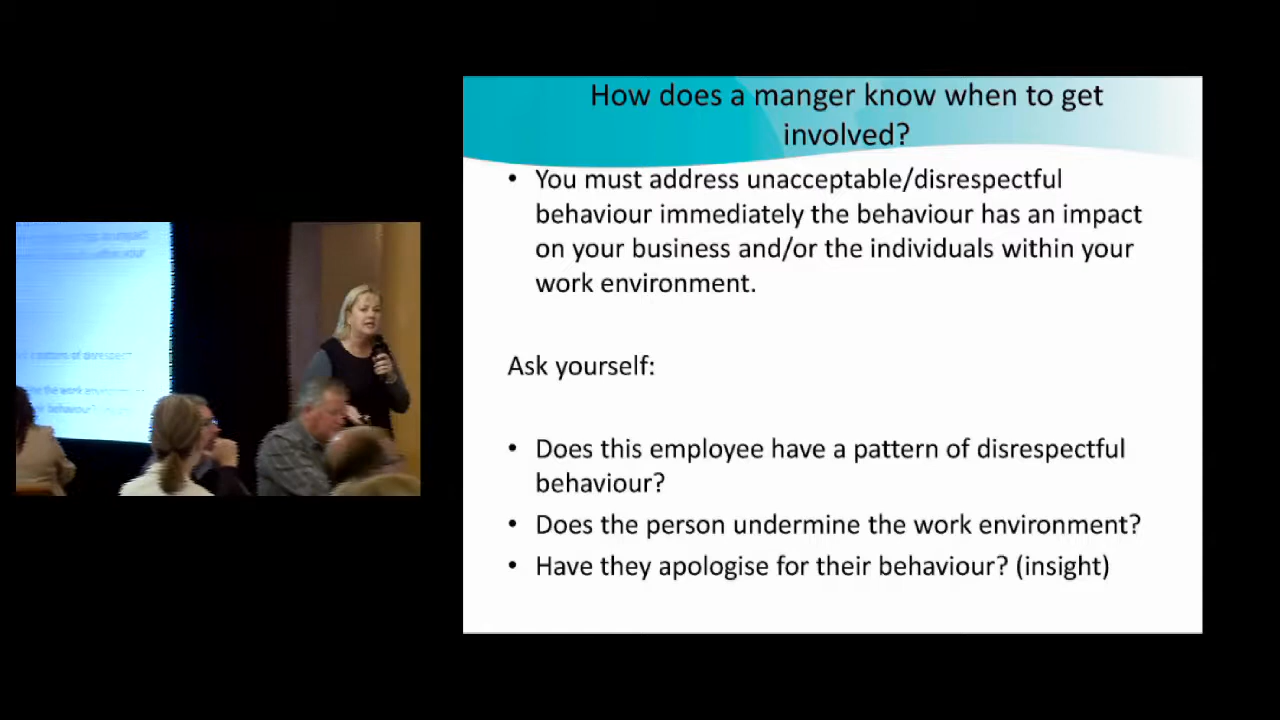 How does a manger know when to get
involved?
• You must address unacceptable/disrespectful
behaviour immediately the behaviour has an impact
on your business and/or the individuals within your
work environment.
Ask yourself:
• Does this employee have a pattern of disrespectful
behaviour?
• Does the person undermine the work environment?
• Have they apologise for their behaviour? (insight)